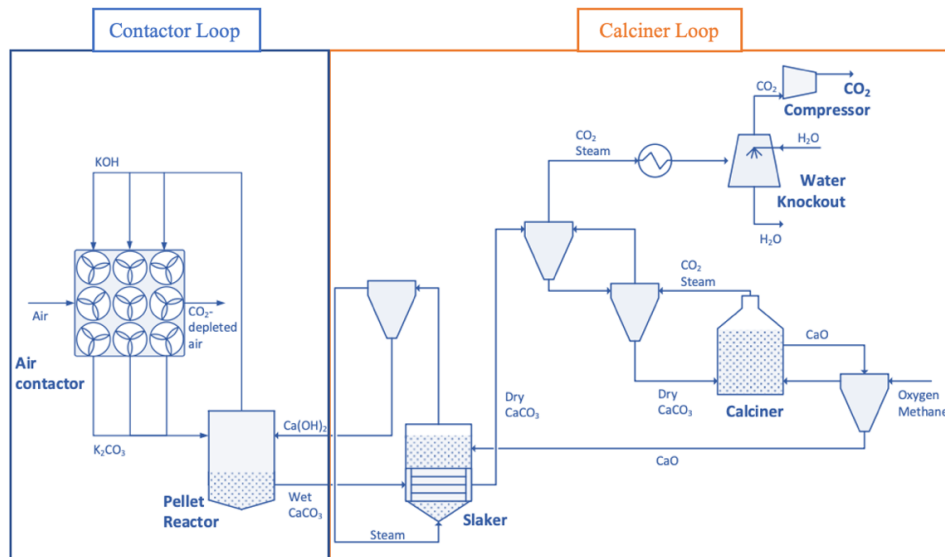 Contactor Loop
Calciner Loop
CO₂
CO₂
Compressor
KOH
CO₂
Steam
H₂O
Water
Knockout
H₂O
CO₂
Steam
Air
CO₂-
depleted
air
CaO
Air
contactor
Dry
CaCO₃
Dry
CaCO₃
Calciner
Oxygen
Methane
Ca(OH)₂
K₂CO₃
CaO
Pellet
Reactor
Wet
CaCO₃
Slaker
Steam